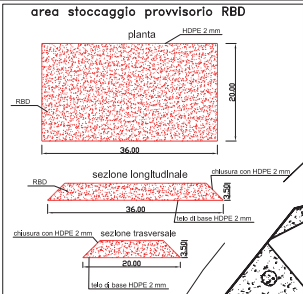 area stoccaggio provvisorio RBD
planta
HDPE 2 mm
RBD
20.00
36.00
sezione longitudinale
chiusura con HDPE 2 mm
RBD
3.50
36.00
telo di base HDPE 2 mm
sezione trasversale
chiusura con HDPE 2 mm
3.50
20.00
telo di base HDPE 2 mm